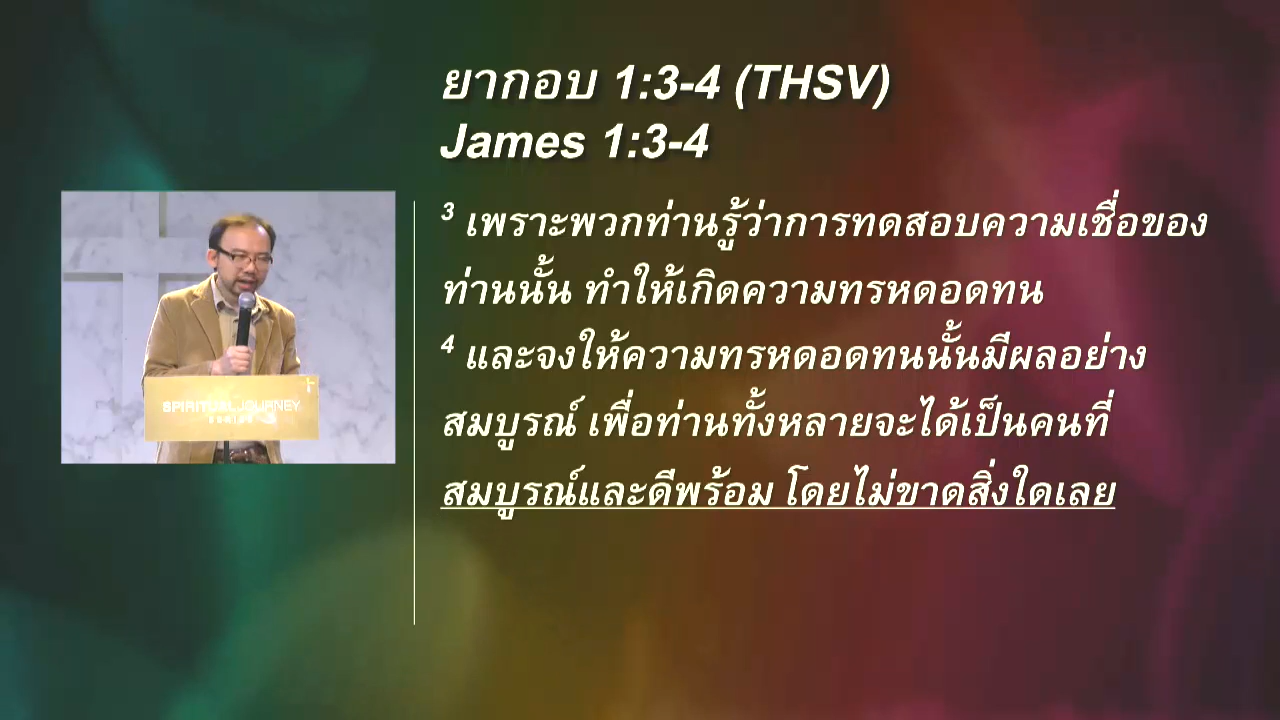 ยากอบ 1:3-4 (THSV)
James 1:3-4
3 เพราะพวกท่านรู้ว่าการทดสอบความเชื่อของ
ท่านนั้น ทำให้เกิดความทรหดอดทน
4 และจงให้ความทรหดอดทนนั้นมีผลอย่าง
สมบูรณ์ เพื่อท่านทั้งหลายจะได้เป็นคนที่
สมบูรณ์และดีพร้อม โดยไม่ขาดสิ่งใดเลย
SPIRITUAL JOURNEY
SERIES